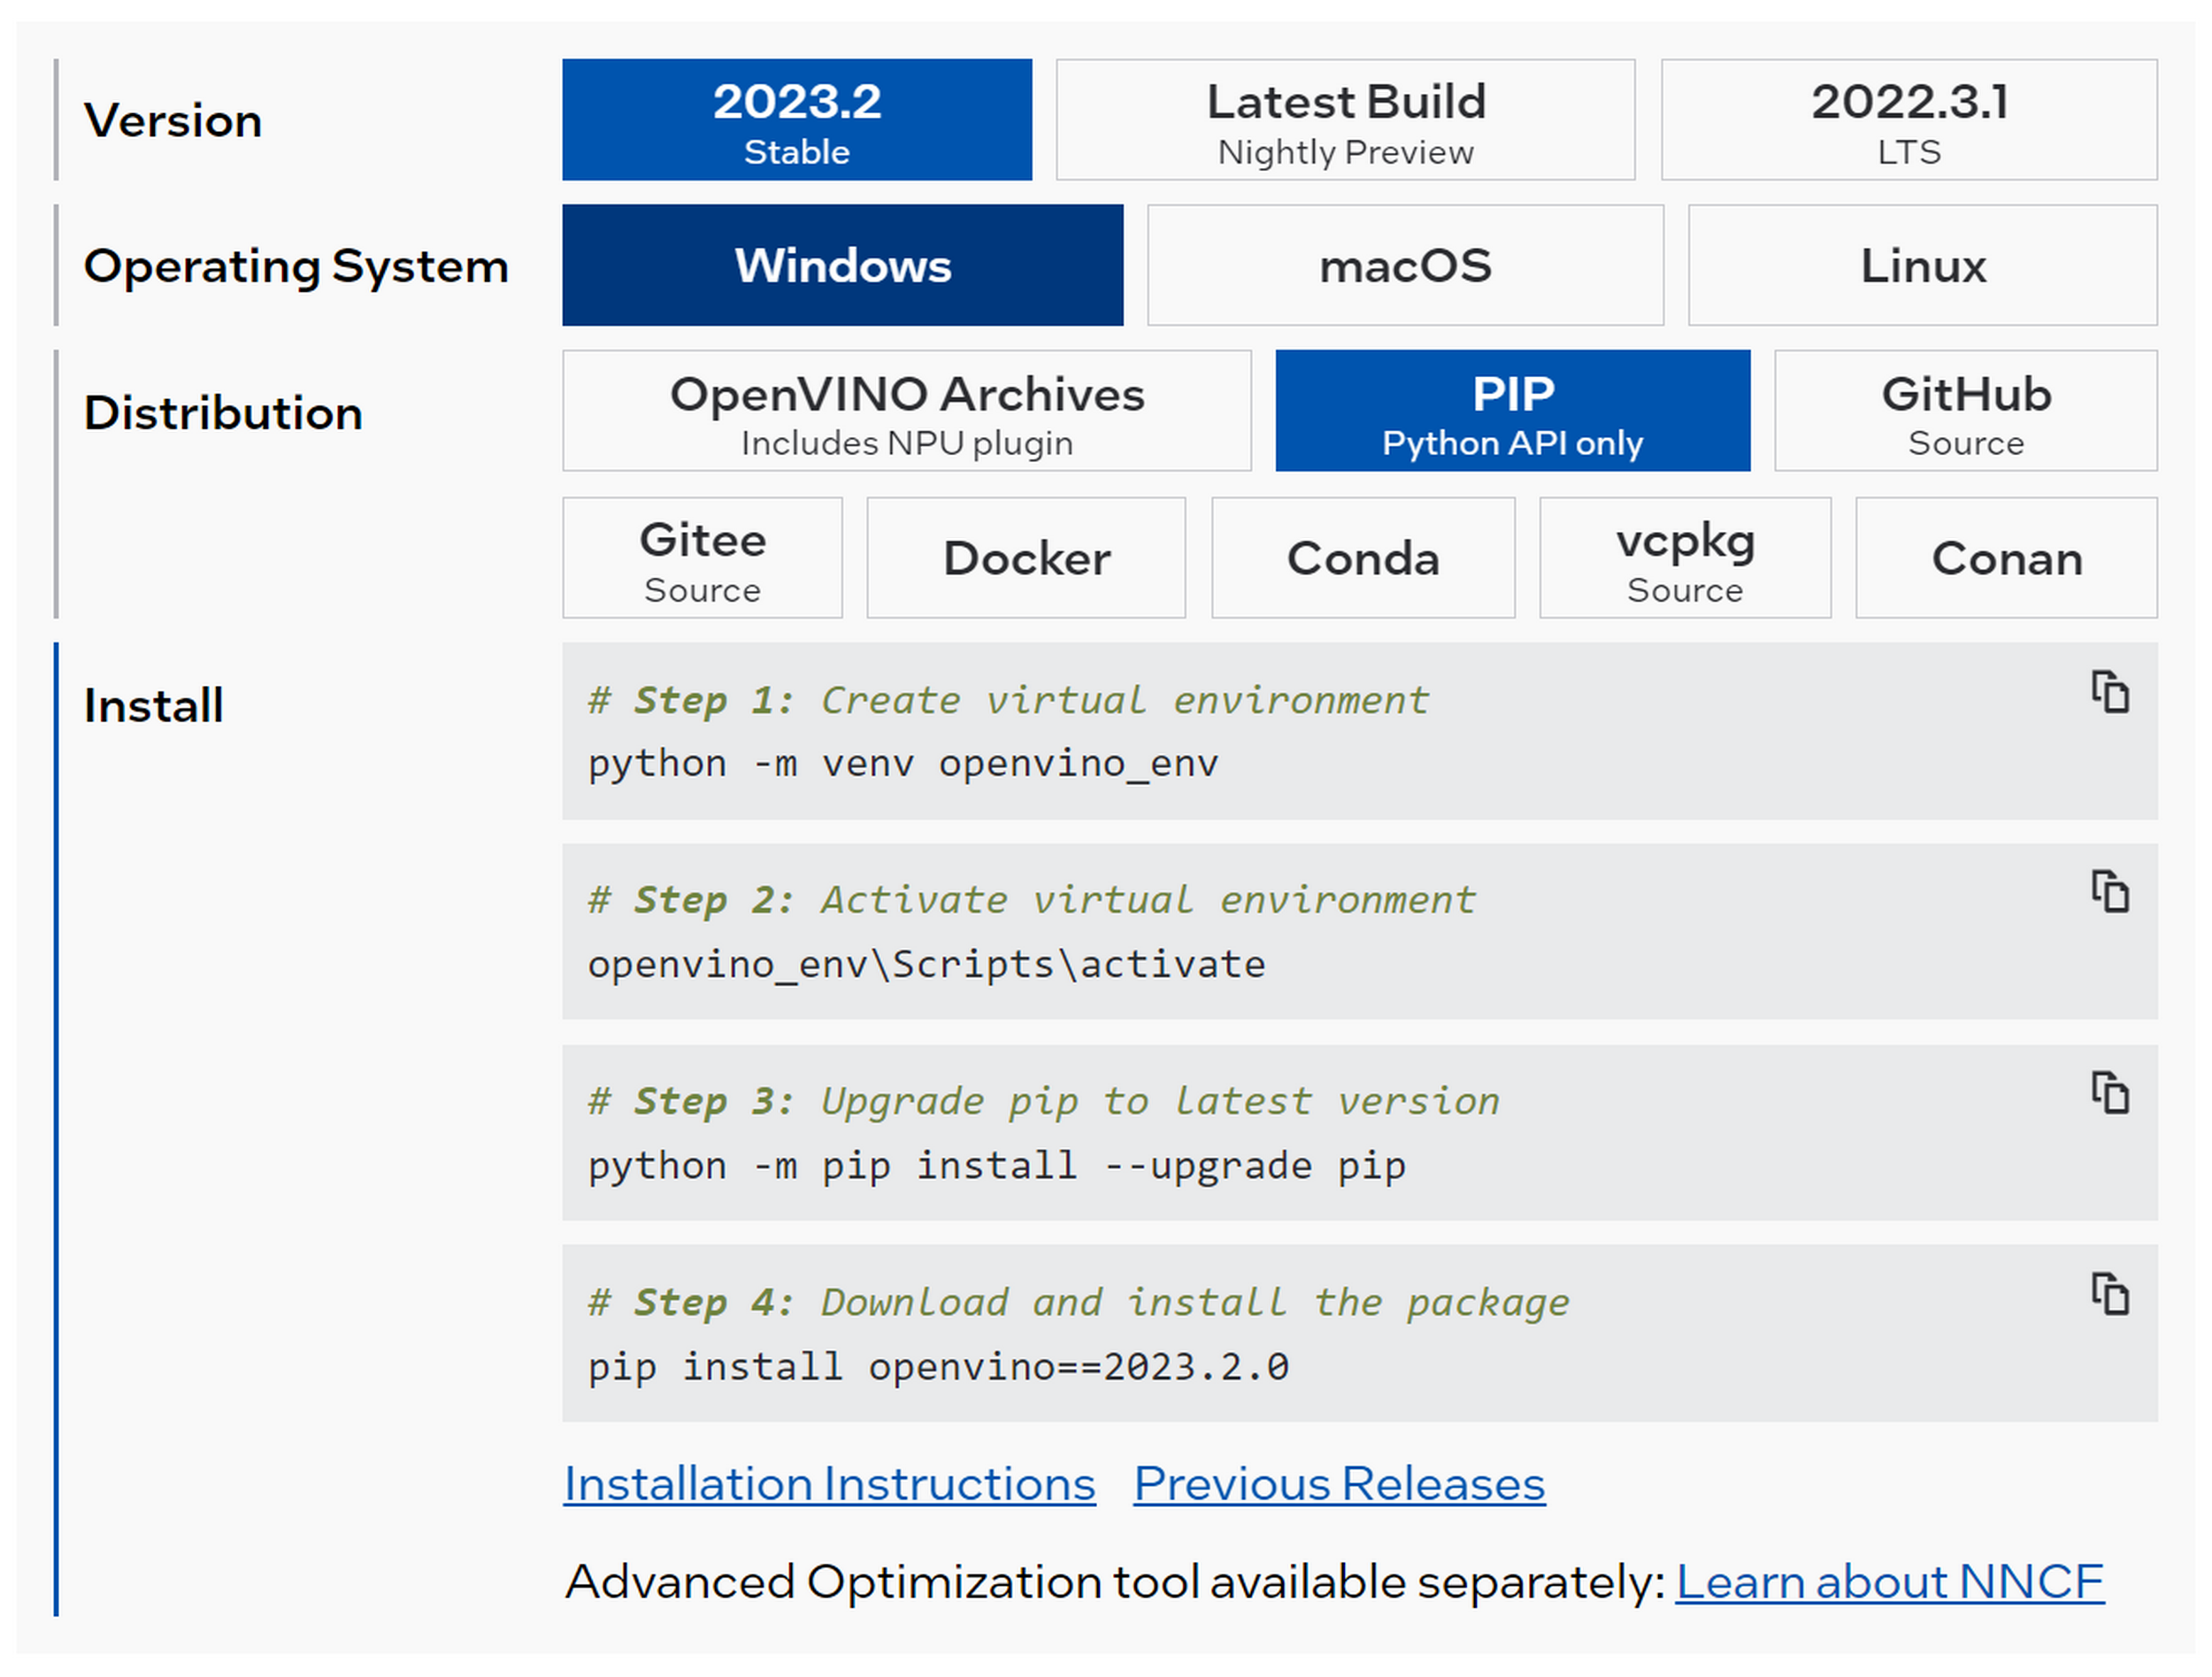 Version
2023.2
Stable
Latest Build
Nightly Preview
2022.3.1
LTS
Operating System
Windows
macOS
Linux
Distribution
OpenVINO Archives
Includes NPU plugin
PIP
Python API only
GitHub
Source
Gitee
Source
Docker
Conda
vcpkg
Source
Conan
Install
# Step 1: Create virtual environment
python -m venv openvino_env
# Step 2: Activate virtual environment
openvino_env\Scripts\activate
# Step 3: Upgrade pip to latest version
python -m pip install --upgrade pip
# Step 4: Download and install the package
pip install openvino==2023.2.0
Installation Instructions Previous Releases
Advanced Optimization tool available separately: Learn about NNCF